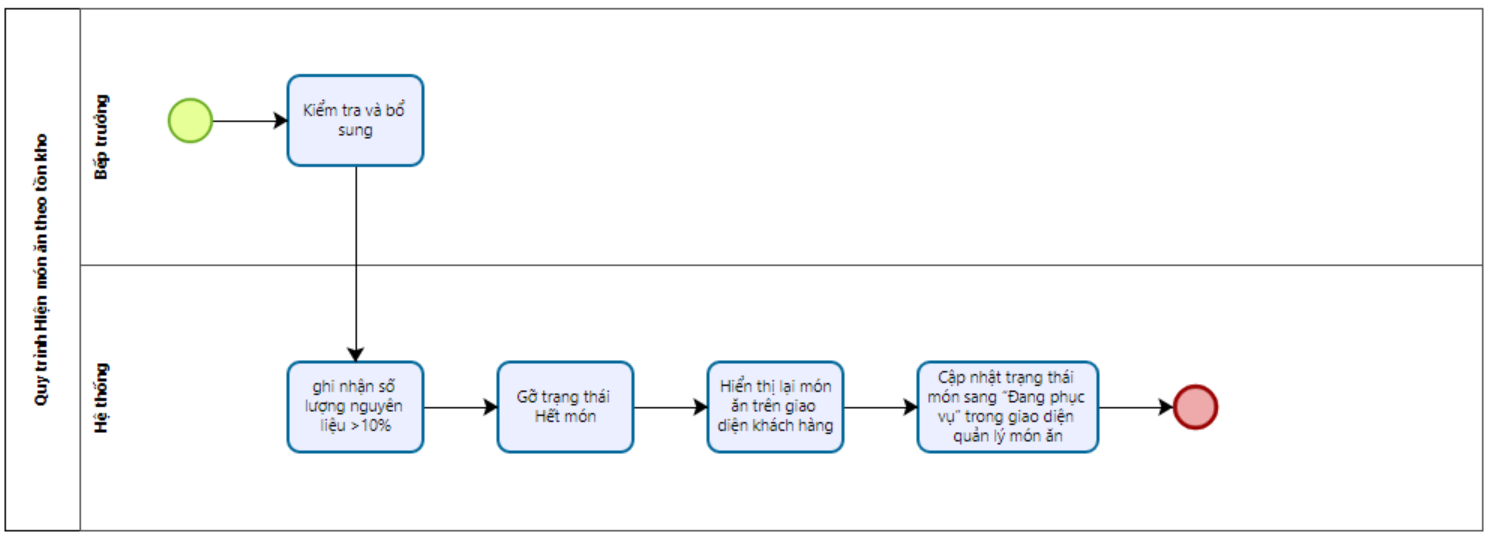 Quy trình Hiện món ăn theo tồn kho
Bếp trưởng
Kiểm tra và bổ
sung
Hệ thống
ghi nhận số
lượng nguyên
liệu >10%
Gỡ trạng thái
Hết món
Hiển thị lại món
ăn trên giao
diện khách hàng
Cập nhật trạng thái
món sang “Đang phục
vụ” trong giao diện
quản lý món ăn